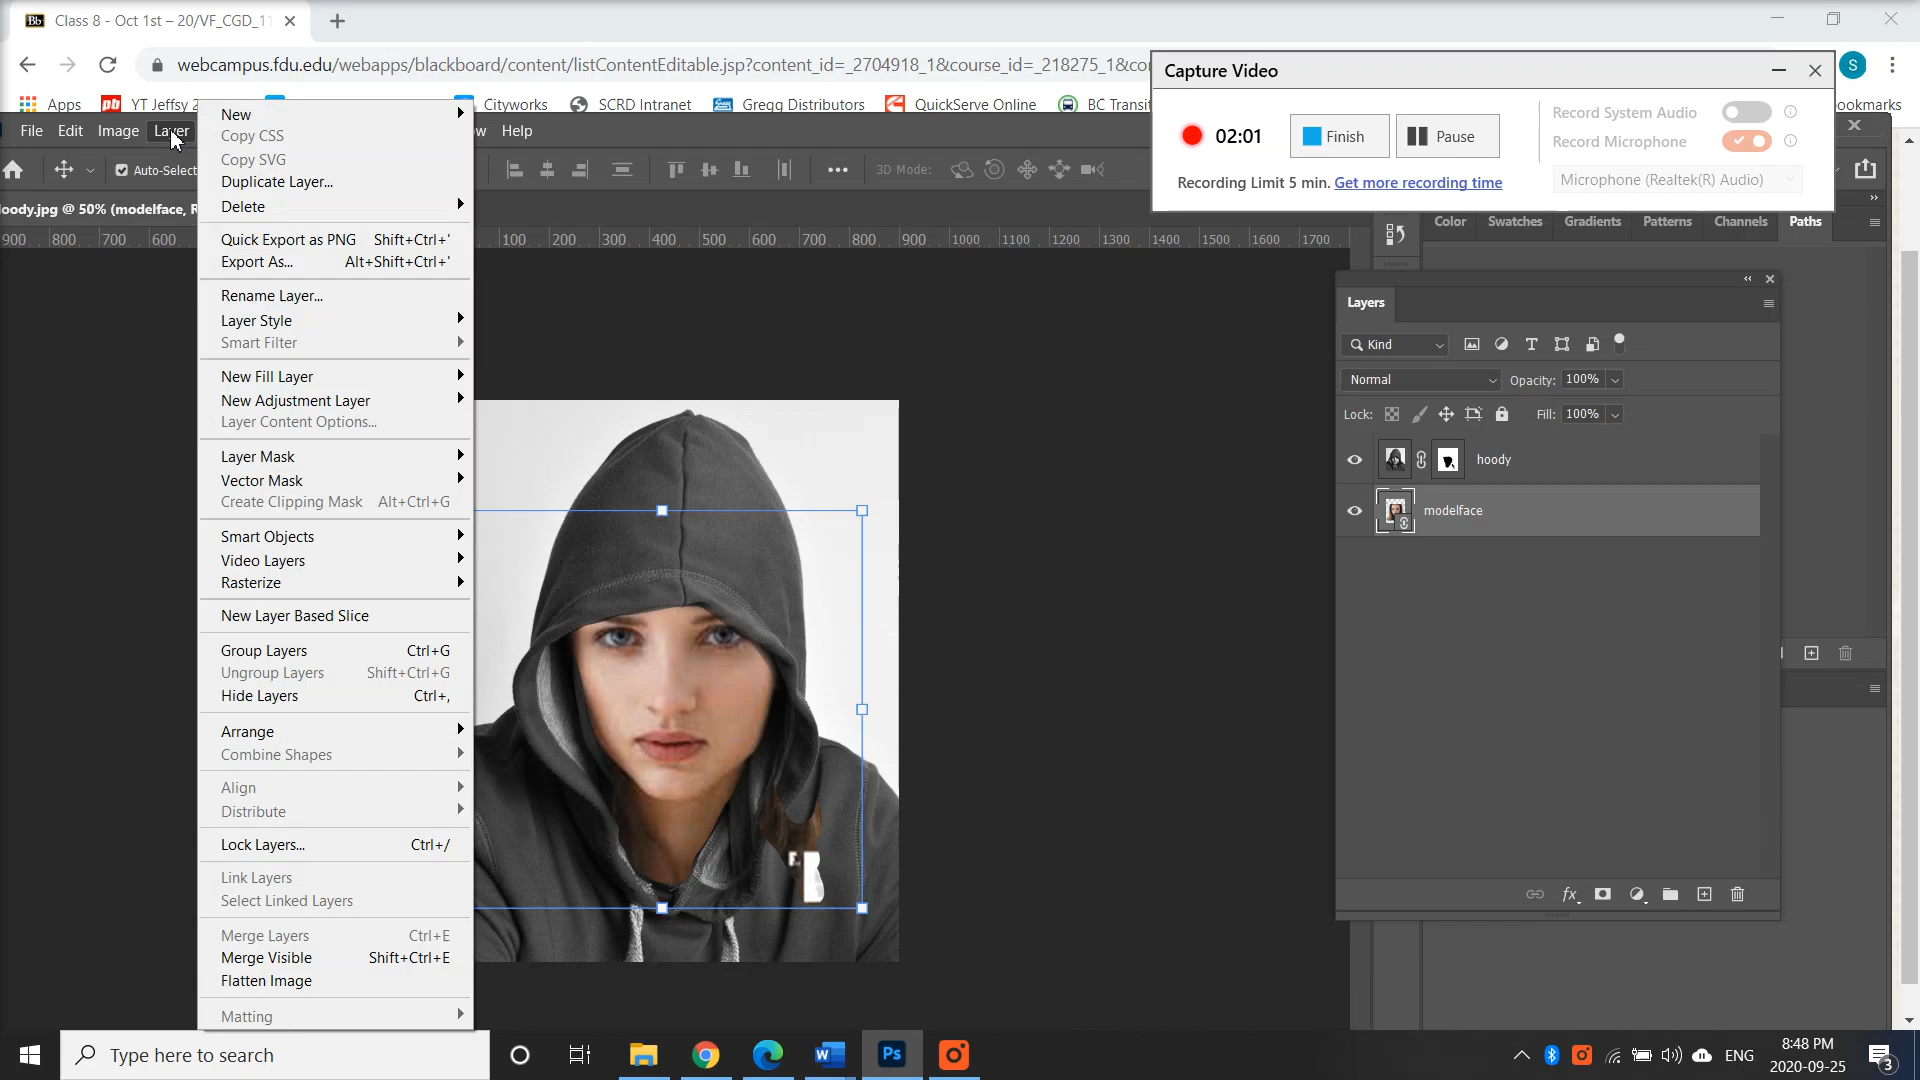 Class 8 - Oct 1st – 20/VF_CGD_11
webcampus.fdu.edu/webapps/blackboard/content/listContentEditable.jsp?content_id=_2704918_1&course_id=_218275_1&cou
S
Apps
YT Jeffsy 2
Cityworks
SCRD Intranet
Gregg Distributors
QuickServe Online
BC Transit
ookmarks
Capture Video
02:01
Finish
Pause
Recording Limit 5 min. Get more recording time
Record System Audio
Record Microphone
Microphone (Realtek(R) Audio)
File Edit Image Layer
w Help
Auto-Select
3D Mode:
oody.jpg @ 50% (modelface, R
900 800 700 600
100 200 300 400 500 600 700 800 900 1000 1100 1200 1300 1400 1500 1600 1700
New
Copy CSS
Copy SVG
Duplicate Layer...
Delete
Quick Export as PNG Shift+Ctrl+'
Export As... Alt+Shift+Ctrl+'
Rename Layer...
Layer Style
Smart Filter
New Fill Layer
New Adjustment Layer
Layer Content Options...
Layer Mask
Vector Mask
Create Clipping Mask Alt+Ctrl+G
Smart Objects
Video Layers
Rasterize
New Layer Based Slice
Group Layers Ctrl+G
Ungroup Layers Shift+Ctrl+G
Hide Layers Ctrl+,
Arrange
Combine Shapes
Align
Distribute
Lock Layers... Ctrl+/
Link Layers
Select Linked Layers
Merge Layers Ctrl+E
Merge Visible Shift+Ctrl+E
Flatten Image
Matting
Color Swatches Gradients Patterns Channels Paths
Layers
Kind
Normal Opacity: 100%
Lock: Fill: 100%
hoody
modelface
fx
Type here to search
Ps
ENG
8:48 PM
2020-09-25
3